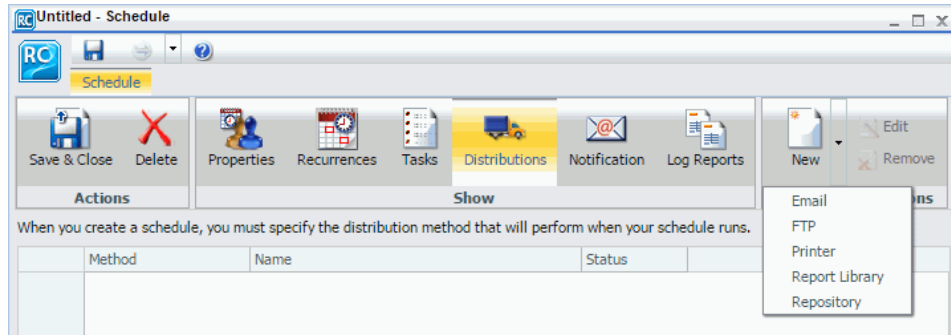 RC Untitled - Schedule
RC
Schedule
Save & Close Delete Properties Recurrences Tasks Distributions Notification Log Reports New Edit
Remove
Actions Show ns
When you create a schedule, you must specify the distribution method that will perform when your schedule runs.
Method Name Status
Email
FTP
Printer
Report Library
Repository